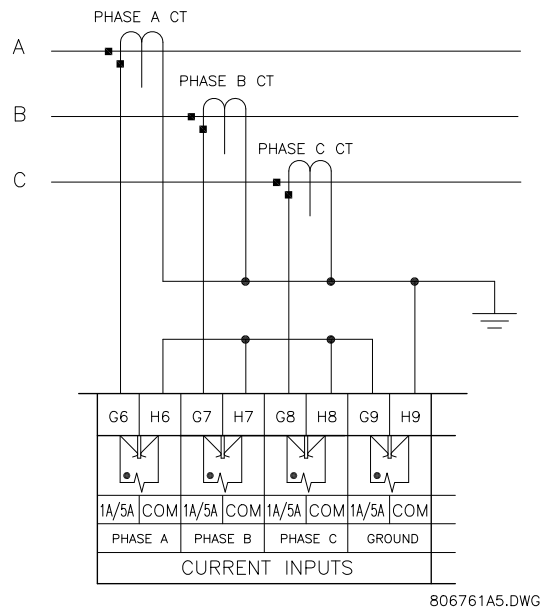 PHASE A CT
A
PHASE B CT
B
PHASE C CT
C
G6 H6 G7 H7 G8 H8 G9 H9
1A/5A COM 1A/5A COM 1A/5A COM 1A/5A COM
PHASE A PHASE B PHASE C GROUND
CURRENT INPUTS
806761A5.DWG